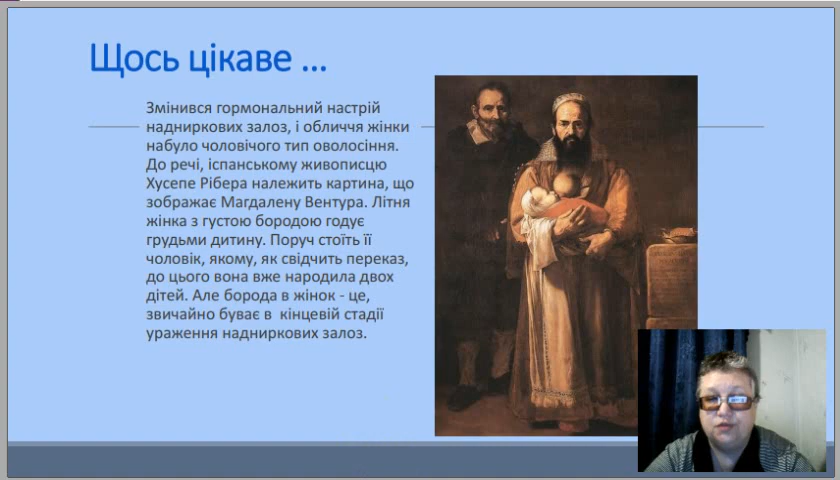 Щось цікаве ...
Змінився гормональний настрій
надниркових залоз, і обличчя жінки
набуло чоловічого тип оволосіння.
До речі, іспанському живописцю
Хусепе Рібера належить картина, що
зображає Магдалену Вентура. Літня
жінка з густою бородою годує
грудьми дитину. Поруч стоїть її
чоловік, якому, як свідчить переказ,
до цього вона вже народила двох
дітей. Але борода в жінок - це,
звичайно буває в  кінцевій стадії
ураження надниркових залоз.